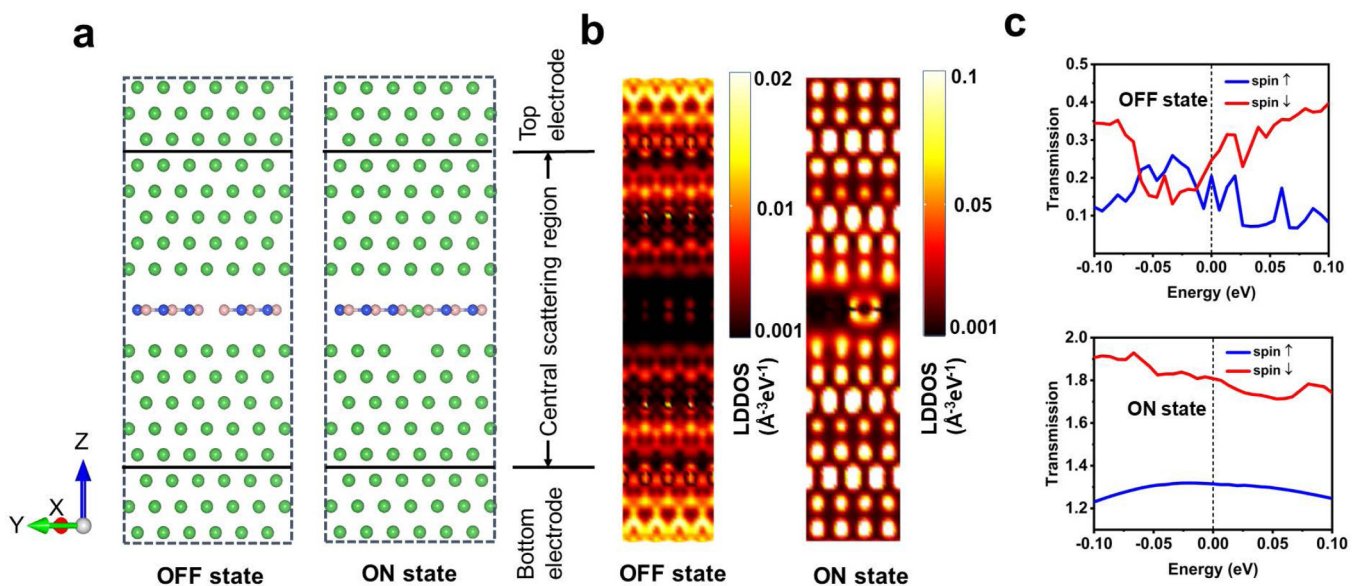 a
Top
electrode
Central scattering region
Bottom
electrode
Z
X
Y
OFF state
ON state
b
0.02
0.01
0.001
LDDOS
(Å⁻³eV⁻¹)
0.1
0.05
0.001
LDDOS
(Å⁻³eV⁻¹)
OFF state
ON state
c
0.5
0.4
0.3
0.2
0.1
Transmission
OFF state
spin ↑
spin ↓
-0.10 -0.05 0.00 0.05 0.10
Energy (eV)
2.0
1.8
1.6
1.4
1.2
Transmission
ON state
spin ↑
spin ↓
-0.10 -0.05 0.00 0.05 0.10
Energy (eV)